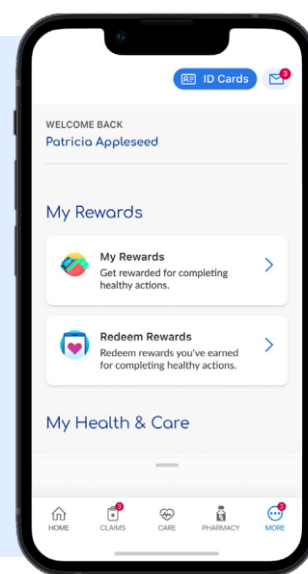 ID Cards
3
WELCOME BACK
Patricia Appleseed
My Rewards
My Rewards
Get rewarded for completing
healthy actions.
Redeem Rewards
Redeem rewards you've earned
for completing healthy actions.
My Health & Care
HOME
3
CLAIMS
CARE
3
PHARMACY
3
MORE